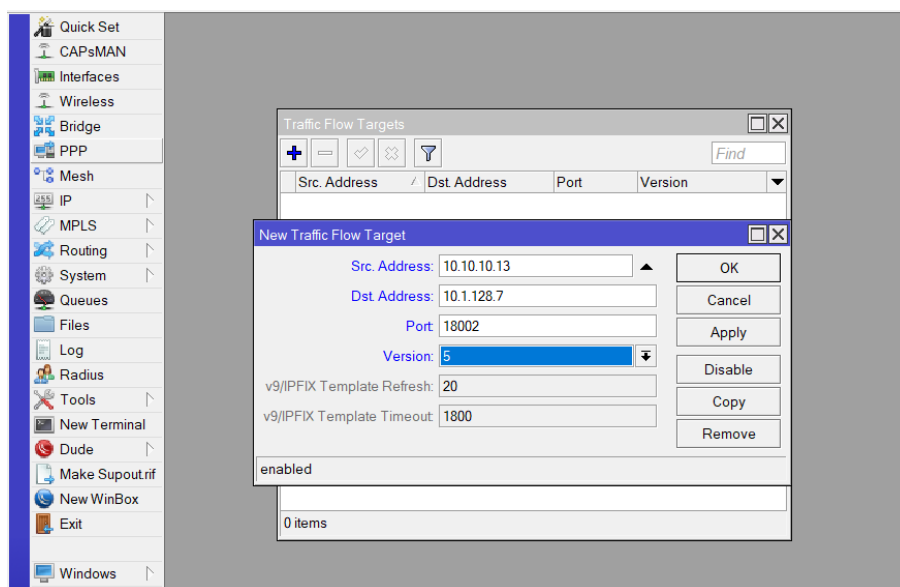 Quick Set
CAPsMAN
Interfaces
Wireless
Bridge
PPP
Mesh
255 IP
MPLS
Routing
System
Queues
Files
Log
Radius
Tools
New Terminal
Dude
Make Supout.rif
New WinBox
Exit
Windows
Traffic Flow Targets
Find
Src. Address Dst. Address Port Version
New Traffic Flow Target
Src. Address: 10.10.10.13
Dst. Address: 10.1.128.7
Port: 18002
Version: 5
v9/IPFIX Template Refresh: 20
v9/IPFIX Template Timeout: 1800
OK
Cancel
Apply
Disable
Copy
Remove
enabled
0 items